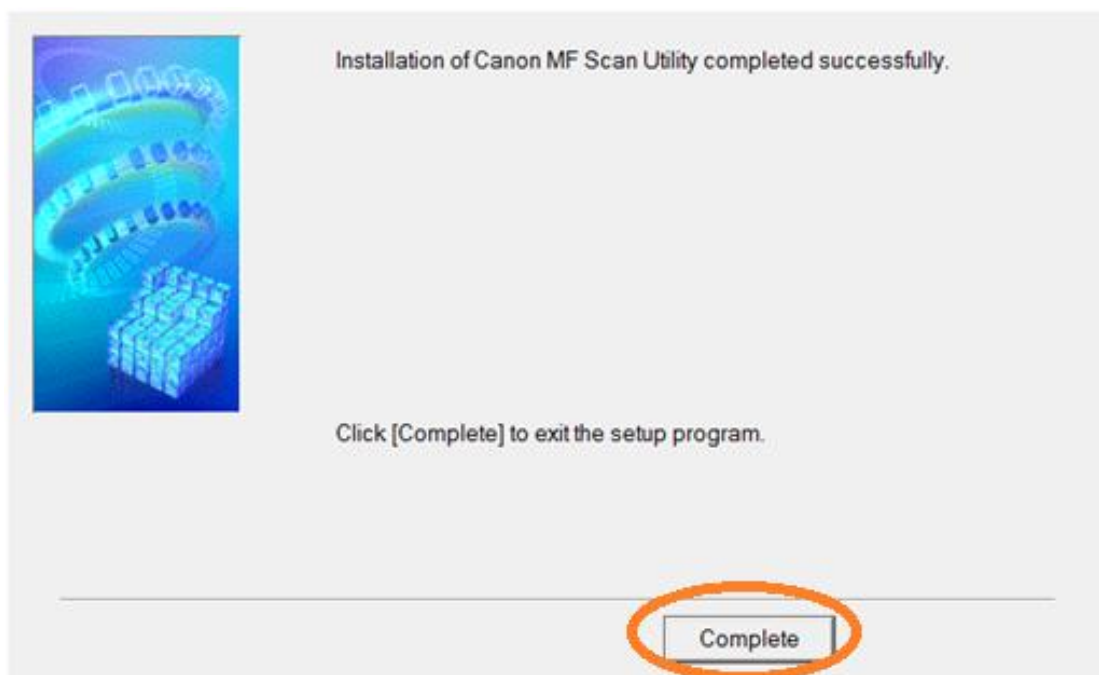 Installation of Canon MF Scan Utility completed successfully.
Click [Complete] to exit the setup program.
Complete